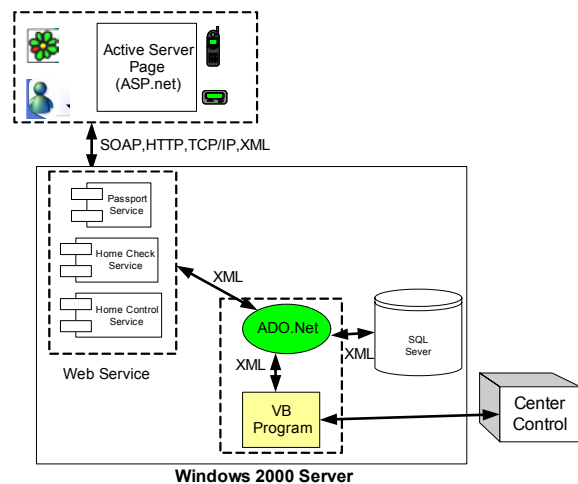 Active Server
Page
(ASP.net)
SOAP,HTTP,TCP/IP,XML
Passport
Service
Home Check
Service
Home Control
Service
Web Service
XML
ADO.Net
XML
SQL
Sever
XML
VB
Program
Center
Control
Windows 2000 Server